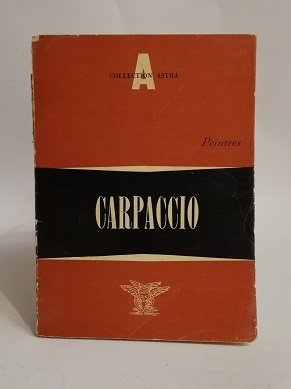 A
COLLECTION ASTRA
Peintres
CARPACCIO